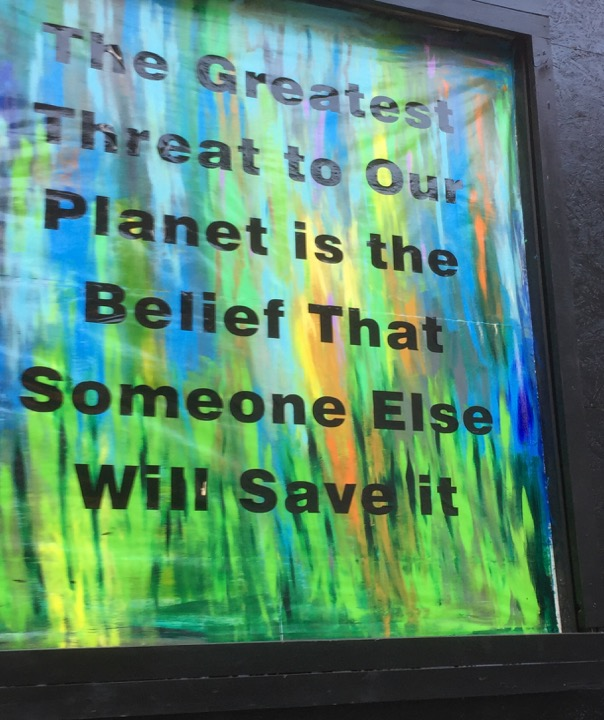 The Greatest
Threat to Our
Planet is the
Belief That
Someone Else
Will Save it